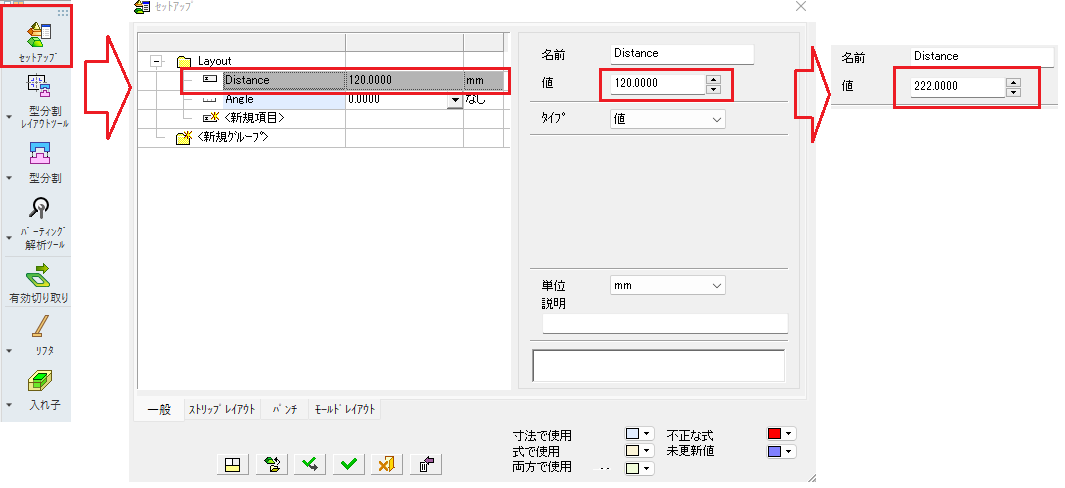 セットアップ
型分割
レイアウトツール
型分割
パーティング
解析ツール
有効切り取り
リフタ
入れ子
セットアップ
Layout
Distance 120.0000 mm
Angle 0.0000 なし
<新規項目>
<新規グループ>
名前 Distance
値 120.0000
タイプ 値
単位 mm
説明
一般 ストリップレイアウト パンチ モールドレイアウト
寸法で使用 不正な式
式で使用 未更新値
両方で使用
名前 Distance
値 222.0000